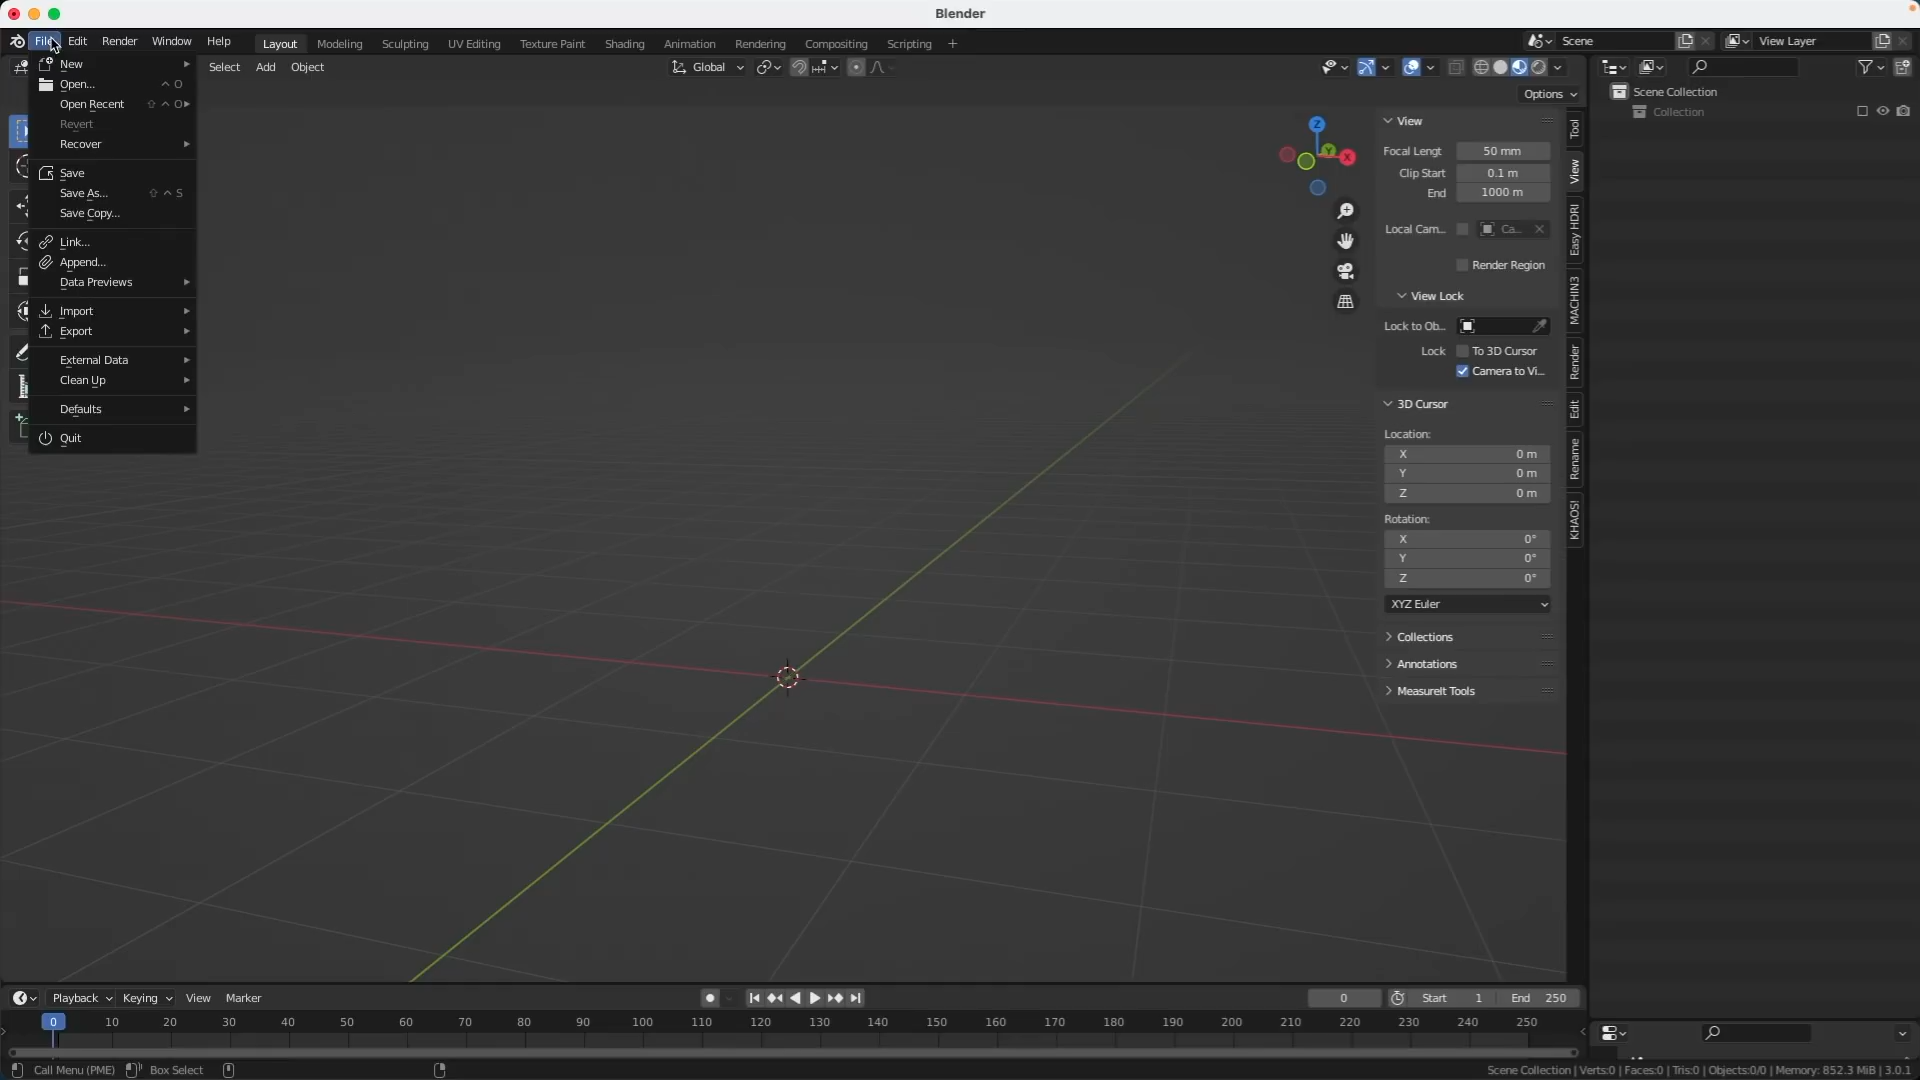 Blender
File Edit Render Window Help
Layout Modeling Sculpting UV Editing Texture Paint Shading Animation Rendering Compositing Scripting +
Scene
View Layer
New
Open... ^ O
Open Recent ⇧ ^ O
Revert
Recover
Save
Save As... ⇧ ^ S
Save Copy...
Link...
Append...
Data Previews
Import
Export
External Data
Clean Up
Defaults
Quit
Select Add Object
Global
Options
Z
Y
X
View
Focal Lengt 50 mm
Clip Start 0.1 m
End 1000 m
Local Cam... Ca...
Render Region
View Lock
Lock to Ob...
Lock To 3D Cursor
Camera to Vi...
3D Cursor
Location:
X 0 m
Y 0 m
Z 0 m
Rotation:
X 0°
Y 0°
Z 0°
XYZ Euler
Collections
Annotations
MeasureIt Tools
Tool
View
Easy HDRI
MACHIN3
Render
Edit
Rename
KHAOS!
Scene Collection
Collection
Playback Keying View Marker
0
Start 1 End 250
0 10 20 30 40 50 60 70 80 90 100 110 120 130 140 150 160 170 180 190 200 210 220 230 240 250
Call Menu (PME) Box Select
Scene Collection | Verts:0 | Faces:0 | Tris:0 | Objects:0/0 | Memory: 852.3 MiB | 3.0.1